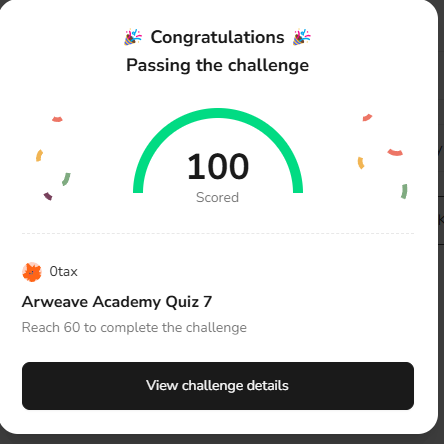 🎉 Congratulations 🎉
Passing the challenge
100
Scored
0tax
Arweave Academy Quiz 7
Reach 60 to complete the challenge
View challenge details